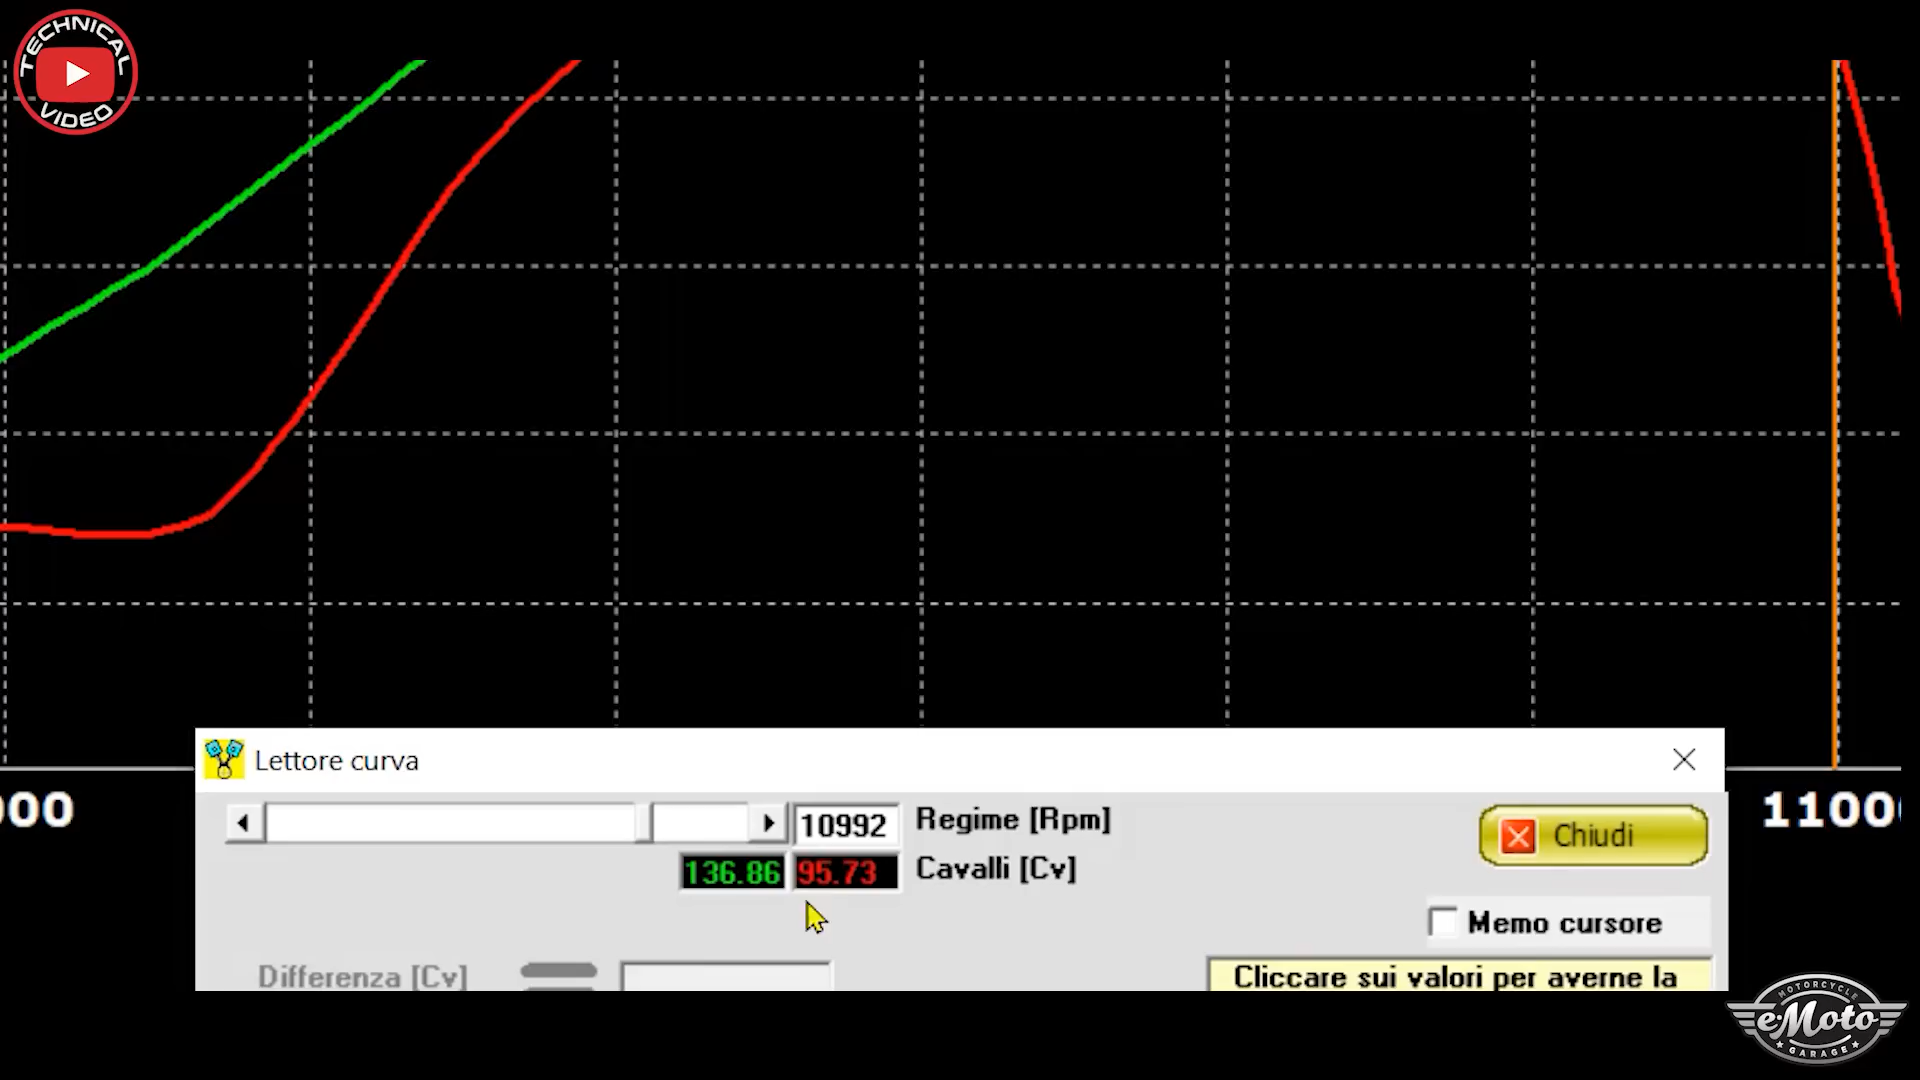 TECHNICAL
VIDEO
Lettore curva
000
11000
10992
Regime [Rpm]
Chiudi
136.86
95.73
Cavalli [Cv]
Memo cursore
Differenza [Cv]
Cliccare sui valori per averne la
MOTORCYCLE
eMoto
GARAGE